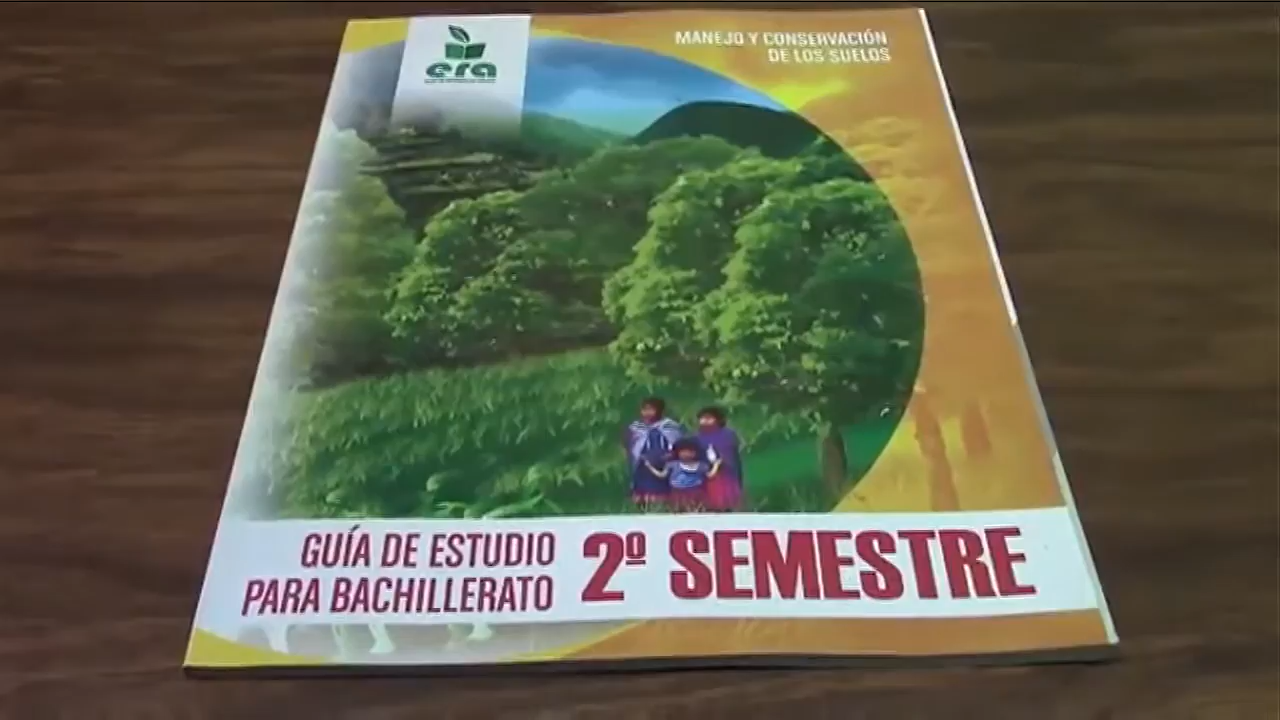 era
MANEJO Y CONSERVACIÓN
DE LOS SUELOS
GUÍA DE ESTUDIO
PARA BACHILLERATO
2º SEMESTRE